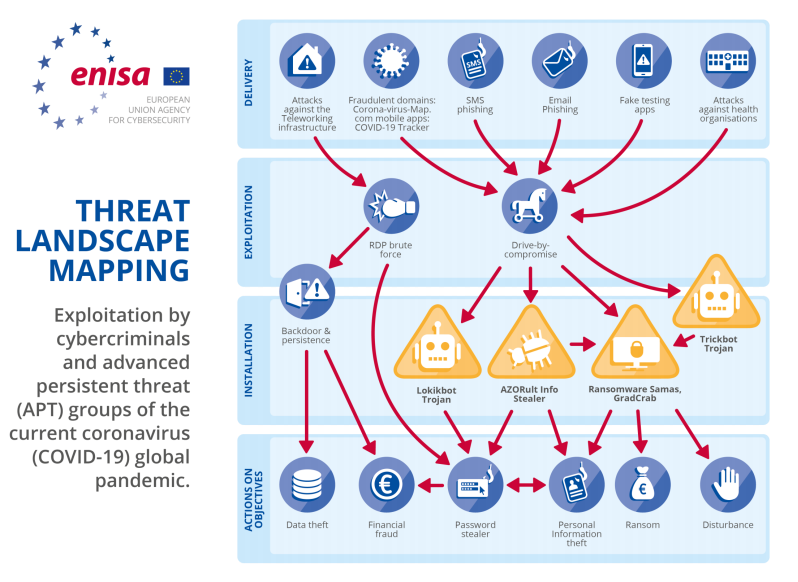 enisa
EUROPEAN
UNION AGENCY
FOR CYBERSECURITY
THREAT
LANDSCAPE
MAPPING
Exploitation by
cybercriminals
and advanced
persistent threat
(APT) groups of the
current coronavirus
(COVID-19) global
pandemic.
DELIVERY
Attacks
against the
Teleworking
infrastructure
Fraudulent domains:
Corona-virus-Map.
com mobile apps:
COVID-19 Tracker
SMS
SMS
phishing
Email
Phishing
Fake testing
apps
Attacks
against health
organisations
EXPLOITATION
RDP brute
force
Drive-by-
compromise
INSTALLATION
Backdoor &
persistence
Lokikbot
Trojan
AZORult Info
Stealer
Ransomware Samas,
GradCrab
Trickbot
Trojan
ACTIONS ON
OBJECTIVES
Data theft
€
Financial
fraud
Password
stealer
Personal
Information
theft
€
Ransom
Disturbance